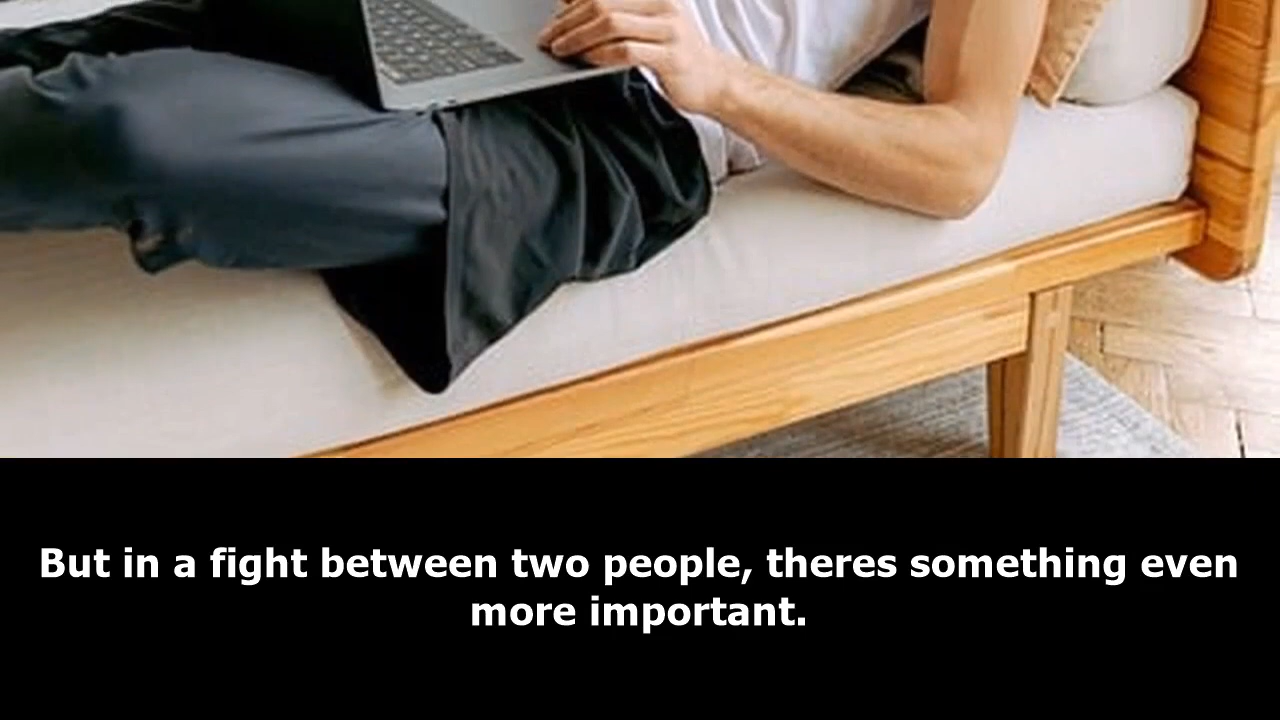 But in a fight between two people, theres something even
more important.